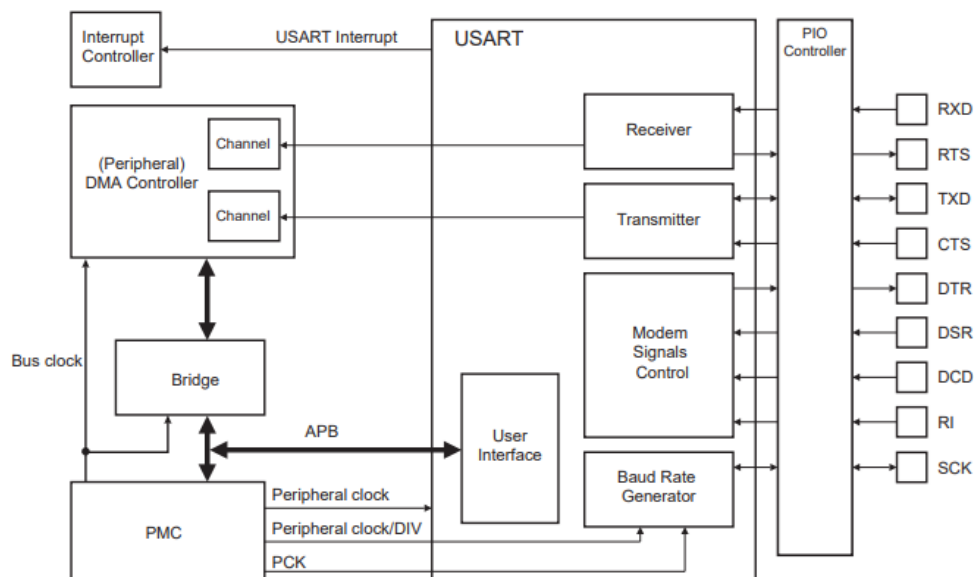 Interrupt
Controller
USART Interrupt
USART
PIO
Controller
(Peripheral)
DMA Controller
Channel
Channel
Receiver
Transmitter
Modem
Signals
Control
RXD
RTS
TXD
CTS
DTR
DSR
DCD
RI
SCK
Bus clock
Bridge
APB
User
Interface
Baud Rate
Generator
PMC
Peripheral clock
Peripheral clock/DIV
PCK